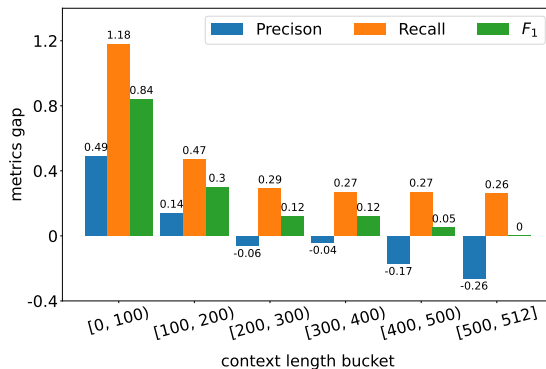 Precison Recall F1
metrics gap
1.2
0.8
0.4
0
-0.4
0.49 1.18 0.84
0.14 0.47 0.3
-0.06 0.29 0.12
-0.04 0.27 0.12
-0.17 0.27 0.05
-0.26 0.26 0
[0, 100) [100, 200) [200, 300) [300, 400) [400, 500) [500, 512]
context length bucket